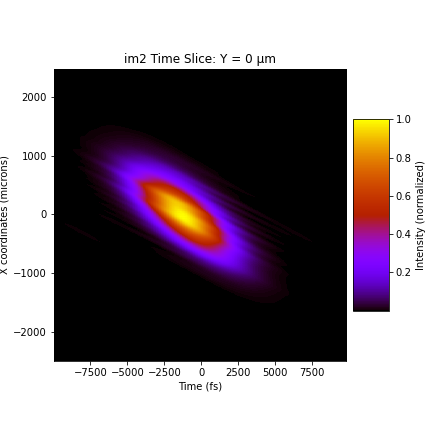 im2 Time Slice: Y = 0 μm
2000
1000
0
−1000
−2000
X coordinates (microns)
−7500 −5000 −2500 0 2500 5000 7500
Time (fs)
1.0
0.8
0.6
0.4
0.2
Intensity (normalized)